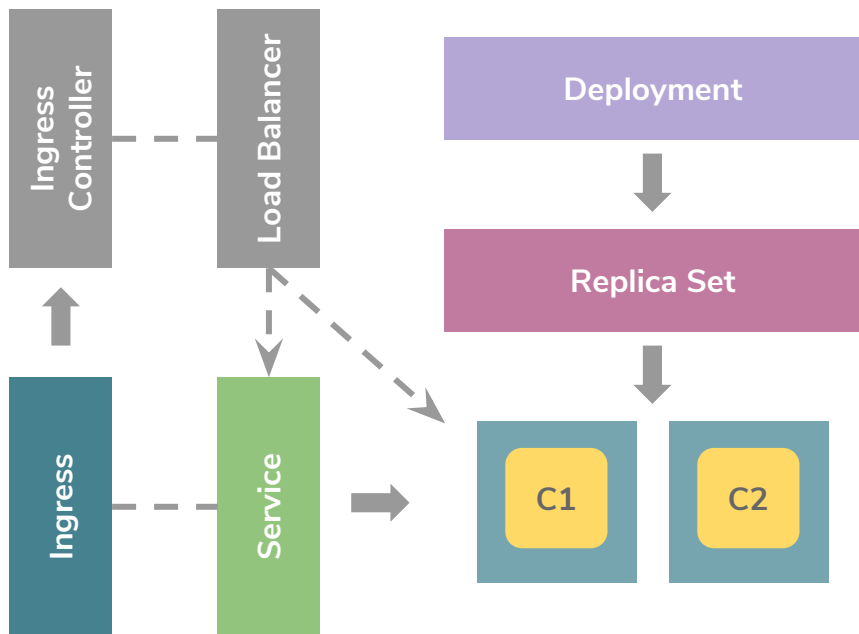 Ingress
Controller
Load Balancer
Deployment
Replica Set
Ingress
Service
C1
C2